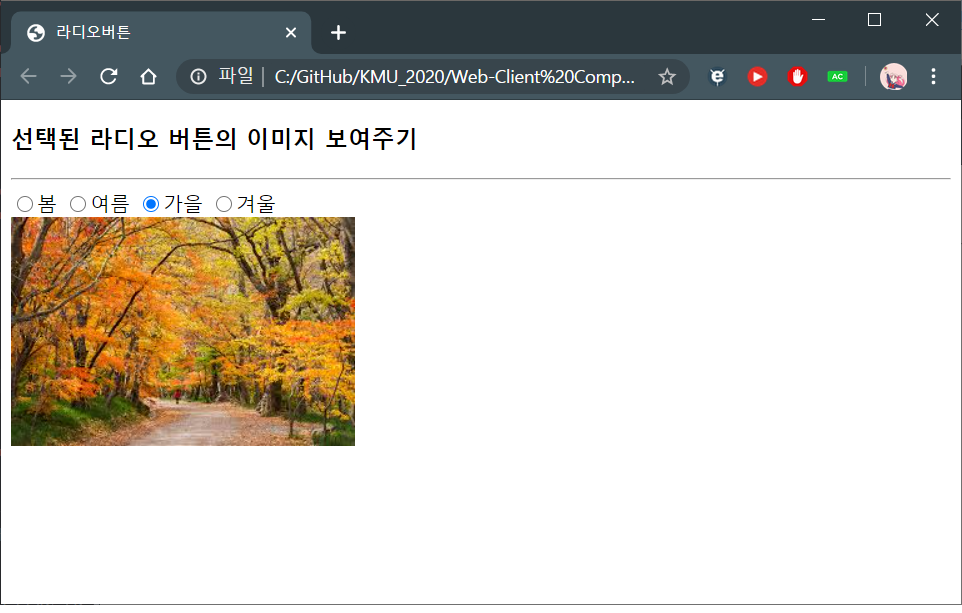 라디오버튼
파일 | C:/GitHub/KMU_2020/Web-Client%20Comp...
AC
선택된 라디오 버튼의 이미지 보여주기
봄 여름 가을 겨울